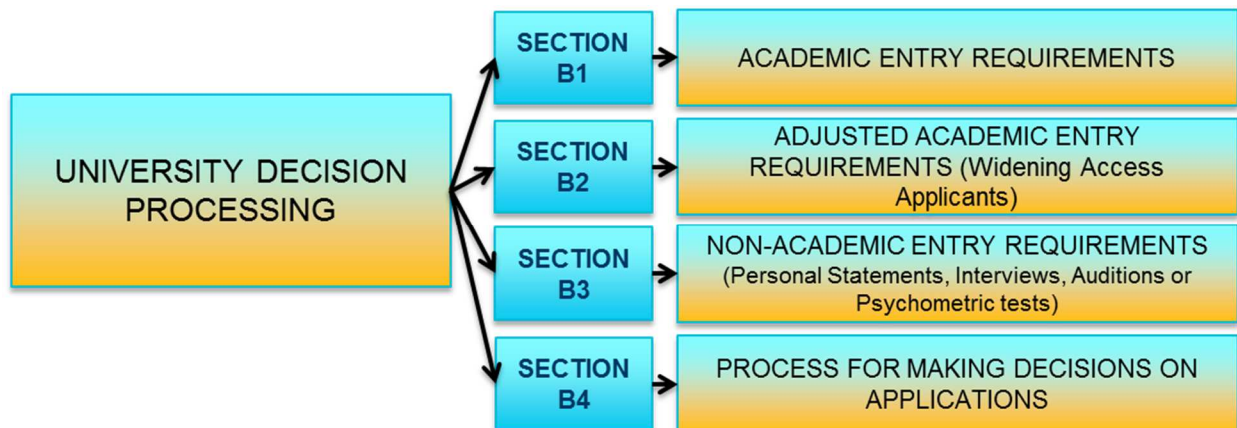 UNIVERSITY DECISION
PROCESSING
SECTION
B1
ACADEMIC ENTRY REQUIREMENTS
SECTION
B2
ADJUSTED ACADEMIC ENTRY
REQUIREMENTS (Widening Access
Applicants)
SECTION
B3
NON-ACADEMIC ENTRY REQUIREMENTS
(Personal Statements, Interviews, Auditions or
Psychometric tests)
SECTION
B4
PROCESS FOR MAKING DECISIONS ON
APPLICATIONS